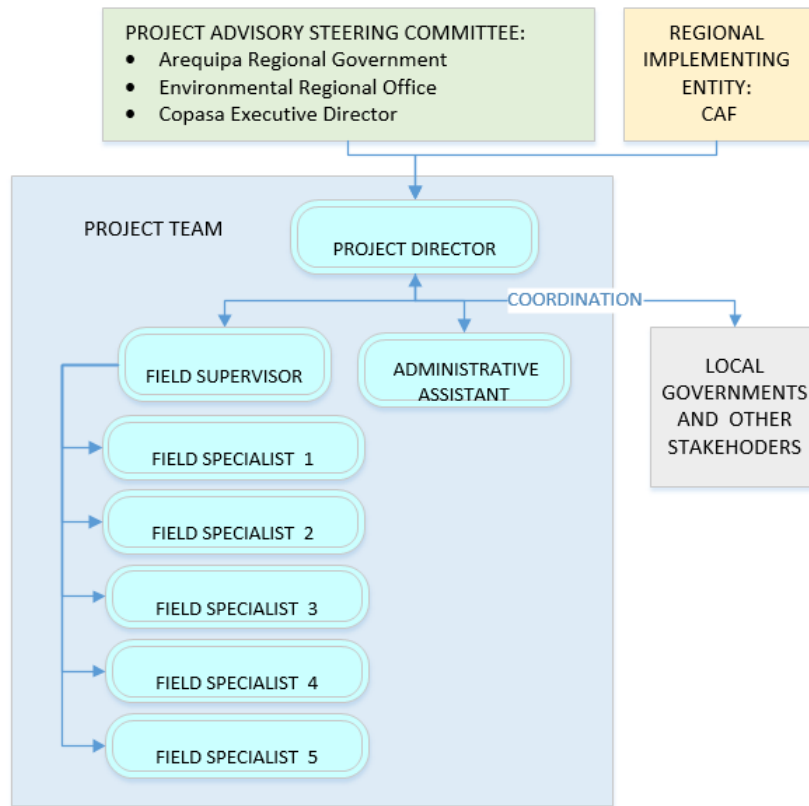 PROJECT ADVISORY STEERING COMMITTEE:
• Arequipa Regional Government
• Environmental Regional Office
• Copasa Executive Director
REGIONAL
IMPLEMENTING
ENTITY:
CAF
PROJECT TEAM
PROJECT DIRECTOR
COORDINATION
FIELD SUPERVISOR
ADMINISTRATIVE
ASSISTANT
LOCAL
GOVERNMENTS
AND OTHER
STAKEHODERS
FIELD SPECIALIST 1
FIELD SPECIALIST 2
FIELD SPECIALIST 3
FIELD SPECIALIST 4
FIELD SPECIALIST 5